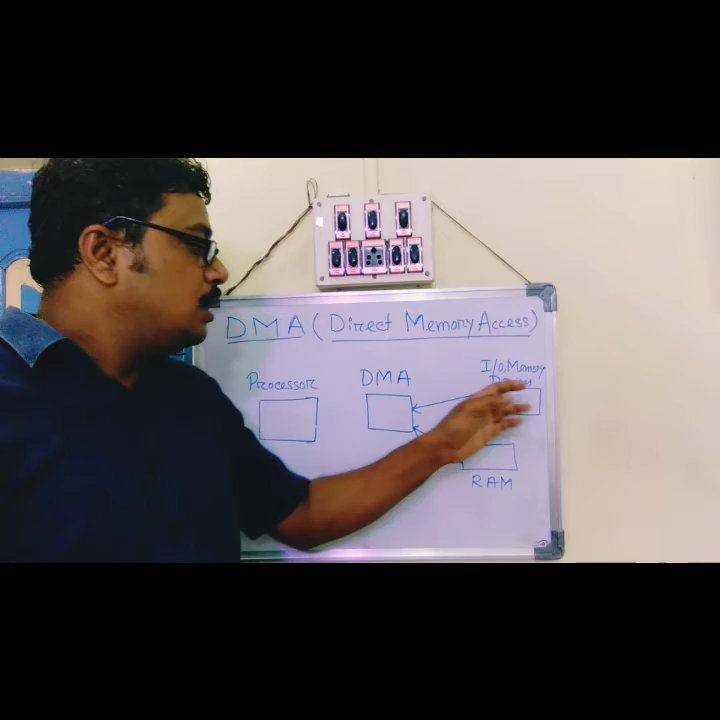 DMA (Direct Memory Access)
I/O, Memory
Processor DMA
RAM